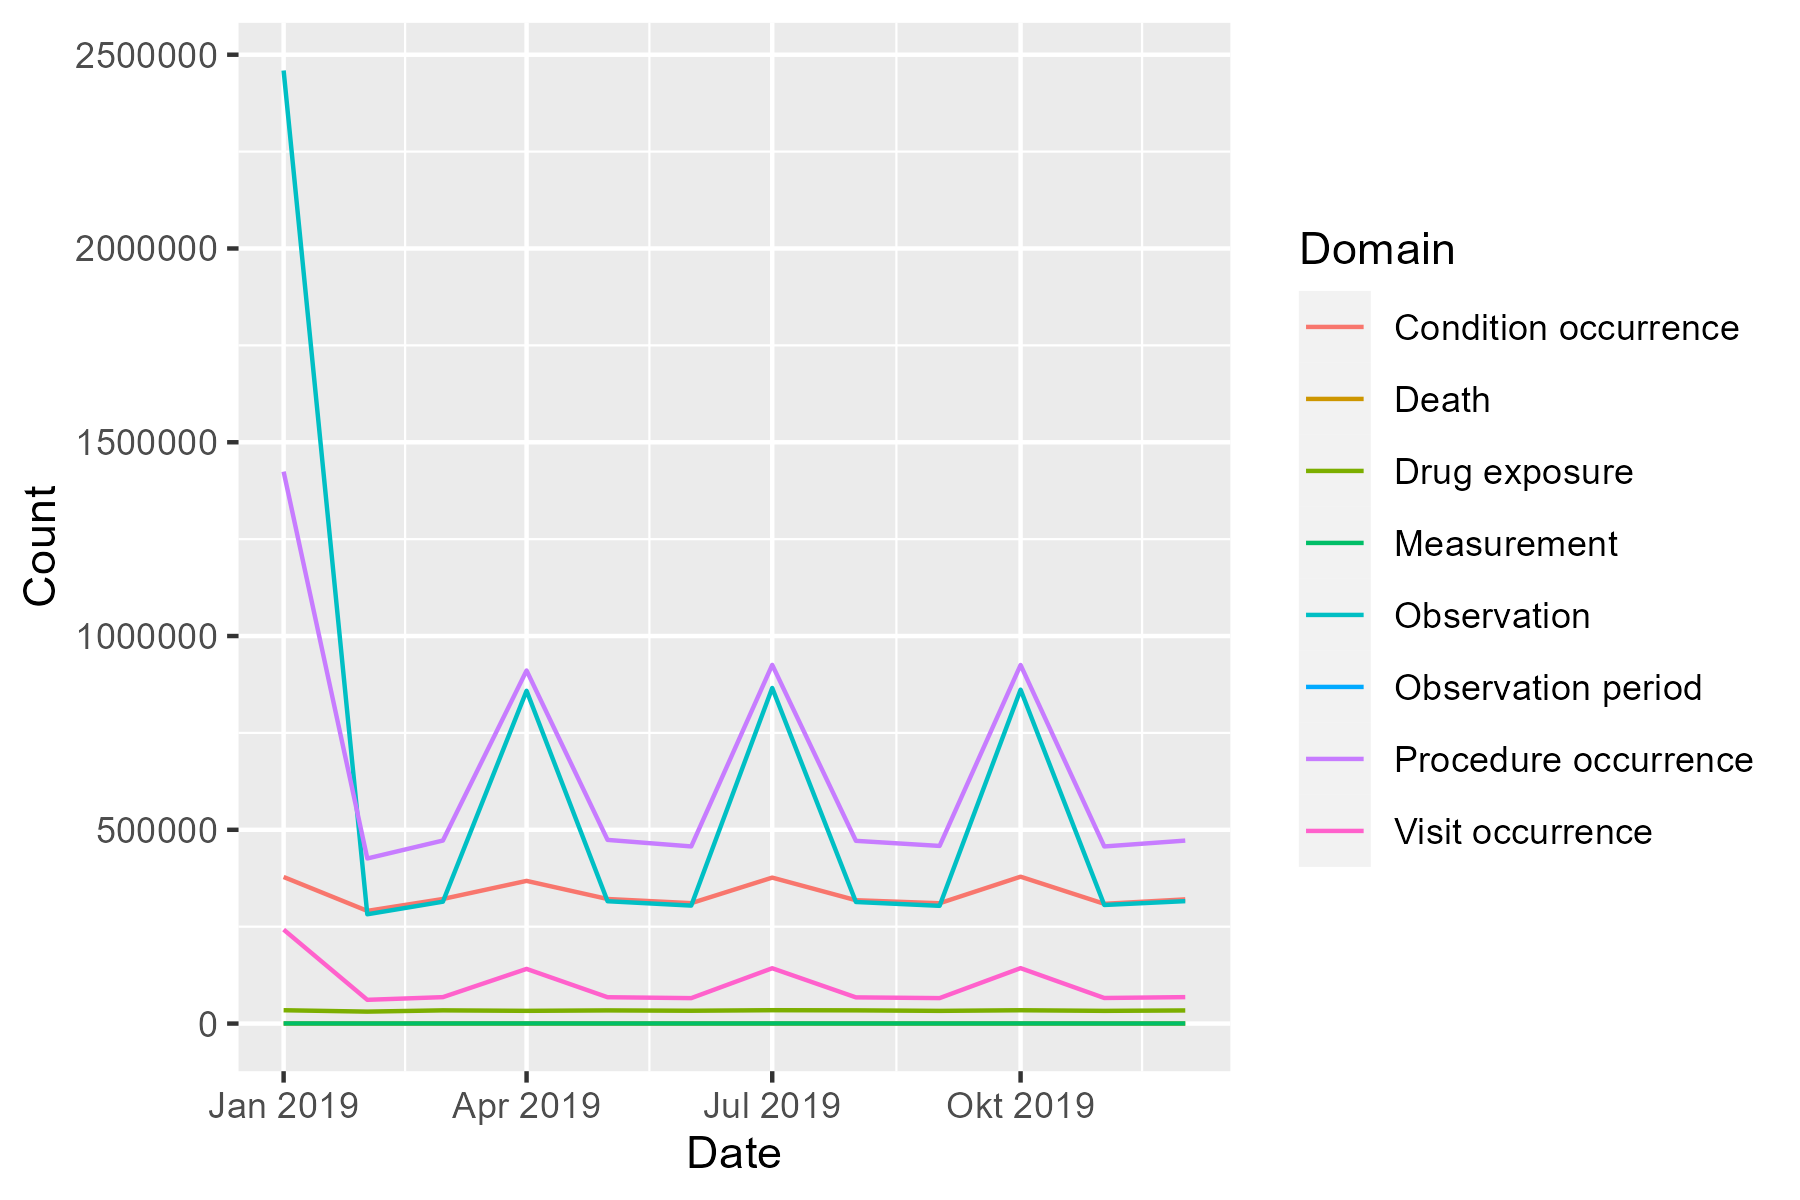 2500000
2000000
1500000
1000000
500000
0
Count
Jan 2019
Apr 2019
Jul 2019
Okt 2019
Date
Domain
Condition occurrence
Death
Drug exposure
Measurement
Observation
Observation period
Procedure occurrence
Visit occurrence